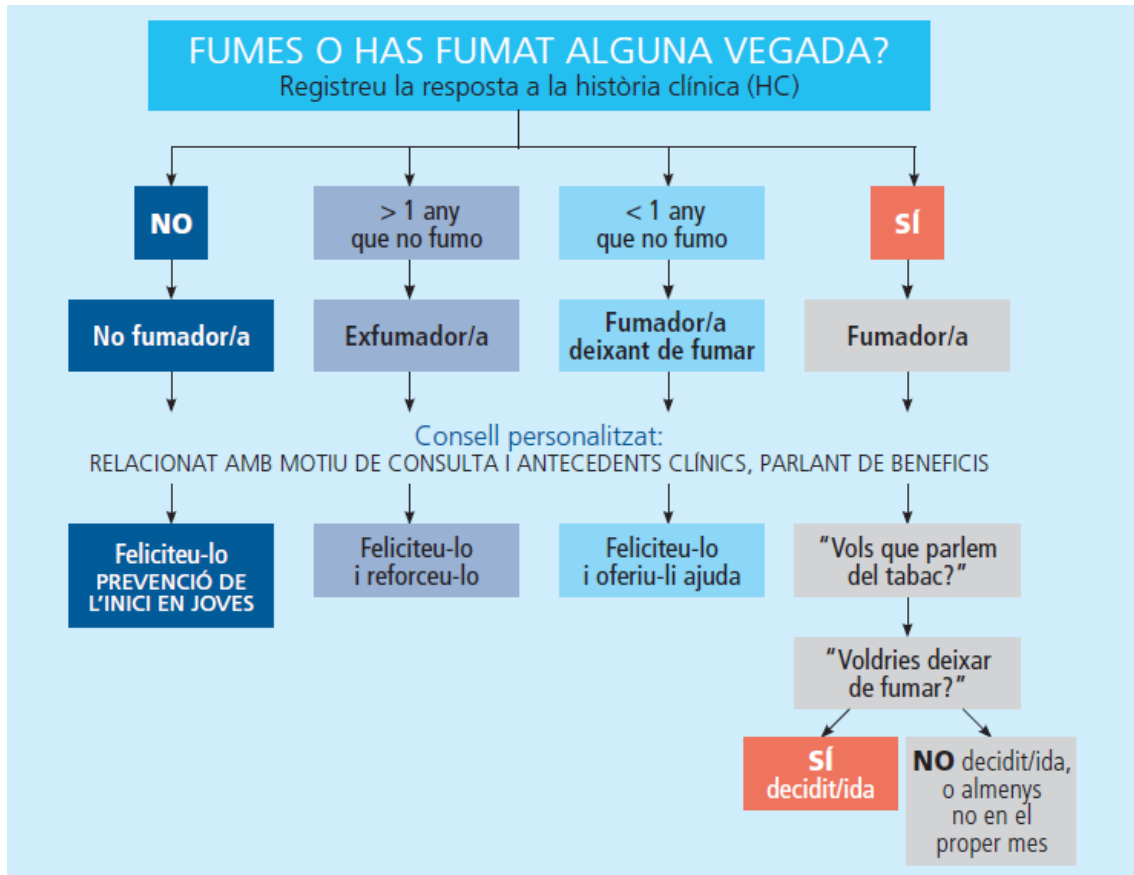 FUMES O HAS FUMAT ALGUNA VEGADA?
Registreu la resposta a la història clínica (HC)
NO
> 1 any
que no fumo
< 1 any
que no fumo
SÍ
No fumador/a
Exfumador/a
Fumador/a
deixant de fumar
Fumador/a
Consell personalitzat:
RELACIONAT AMB MOTIU DE CONSULTA I ANTECEDENTS CLÍNICS, PARLANT DE BENEFICIS
Feliciteu-lo
PREVENCIÓ DE
L'INICI EN JOVES
Feliciteu-lo
i reforceu-lo
Feliciteu-lo
i oferiu-li ajuda
“Vols que parlem
del tabac?”
“Voldries deixar
de fumar?”
SÍ
decidit/ida
NO decidit/ida,
o almenys
no en el
proper mes